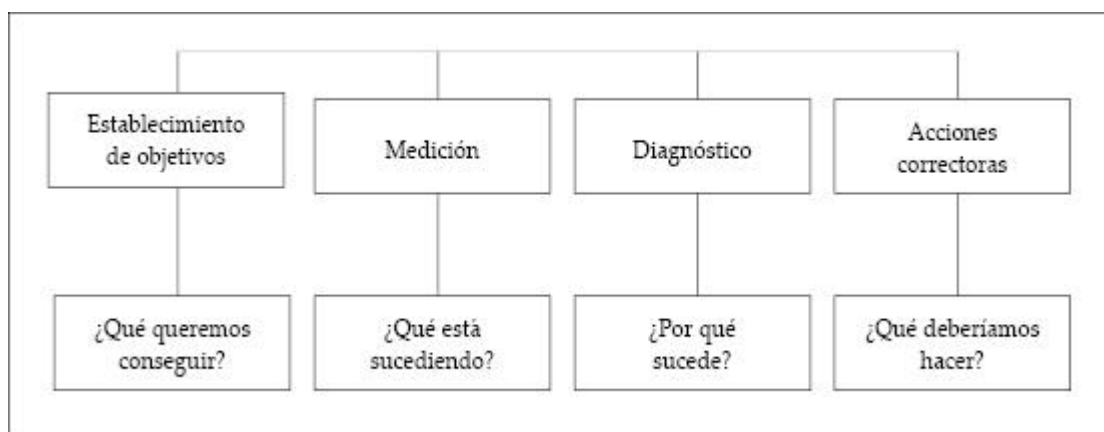 Establecimiento
de objetivos
Medición
Diagnóstico
Acciones
correctoras
¿Qué queremos
conseguir?
¿Qué está
sucediendo?
¿Por qué
sucede?
¿Qué deberíamos
hacer?